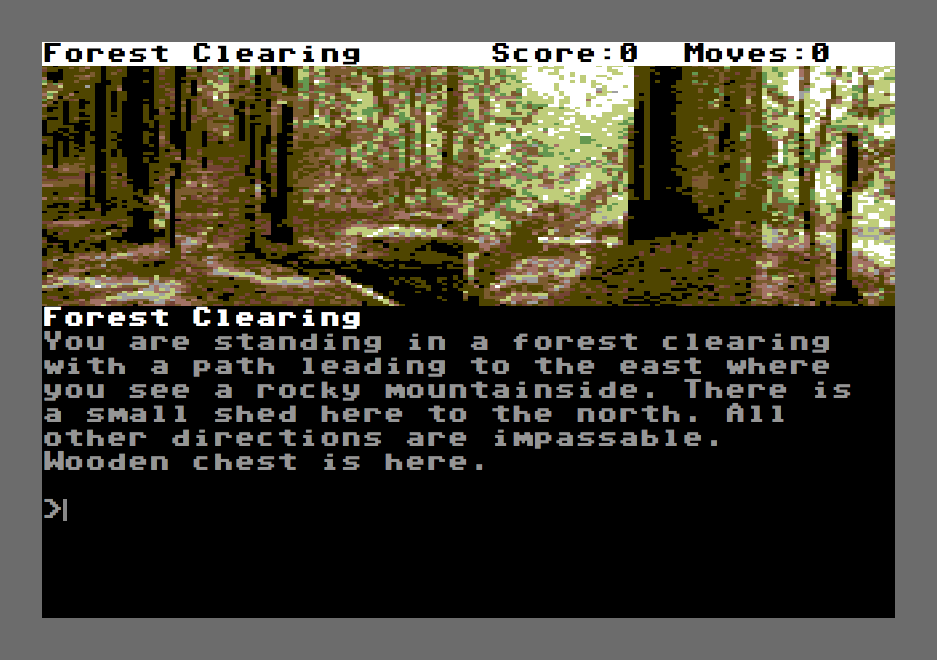 Forest Clearing Score:0 Moves:0
Forest Clearing
You are standing in a forest clearing
with a path leading to the east where
you see a rocky mountainside. There is
a small shed here to the north. All
other directions are impassable.
Wooden chest is here.
>